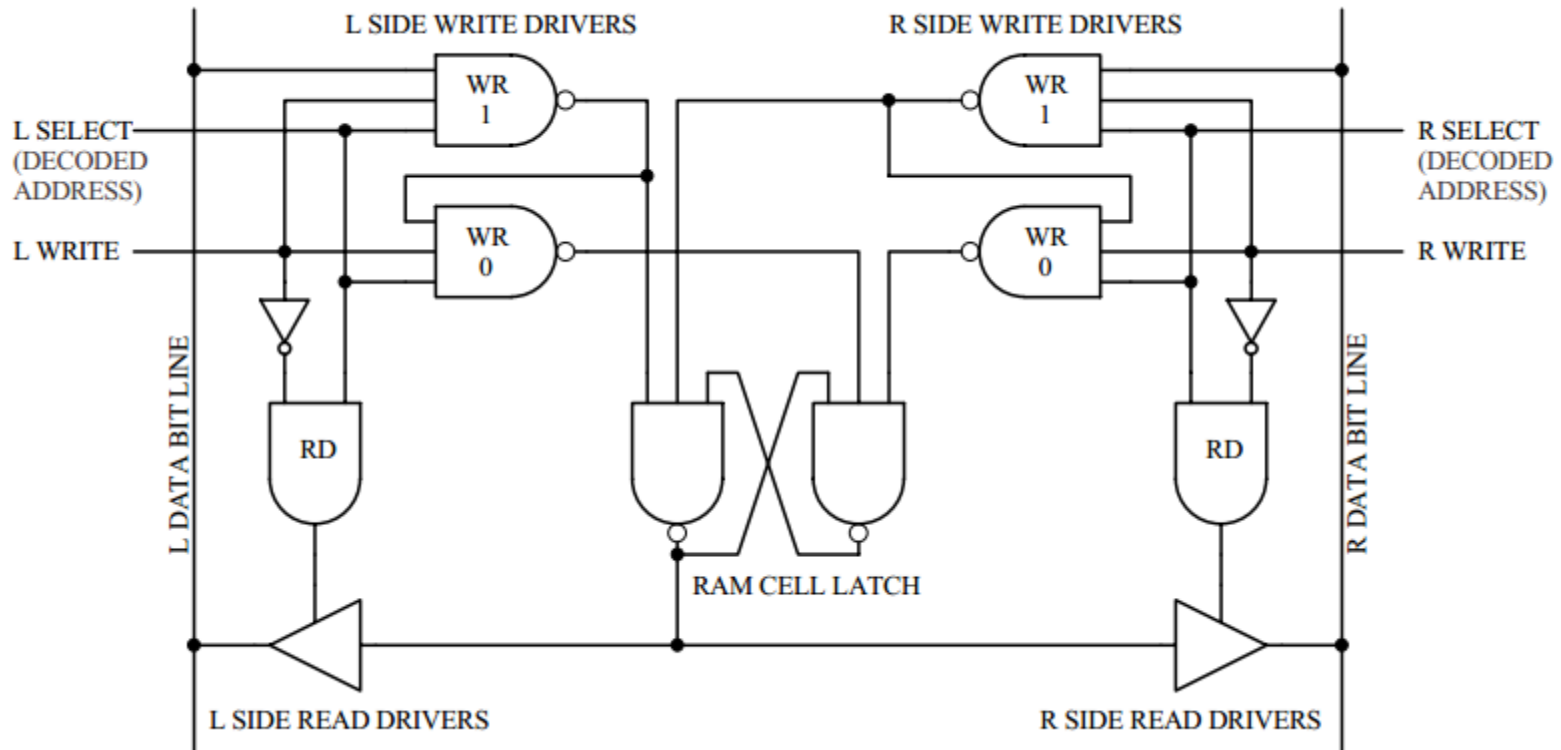 L SIDE WRITE DRIVERS
R SIDE WRITE DRIVERS
WR
1
WR
1
L SELECT
(DECODED
ADDRESS)
R SELECT
(DECODED
ADDRESS)
WR
0
WR
0
L WRITE
R WRITE
L DATA BIT LINE
R DATA BIT LINE
RD
RD
RAM CELL LATCH
L SIDE READ DRIVERS
R SIDE READ DRIVERS